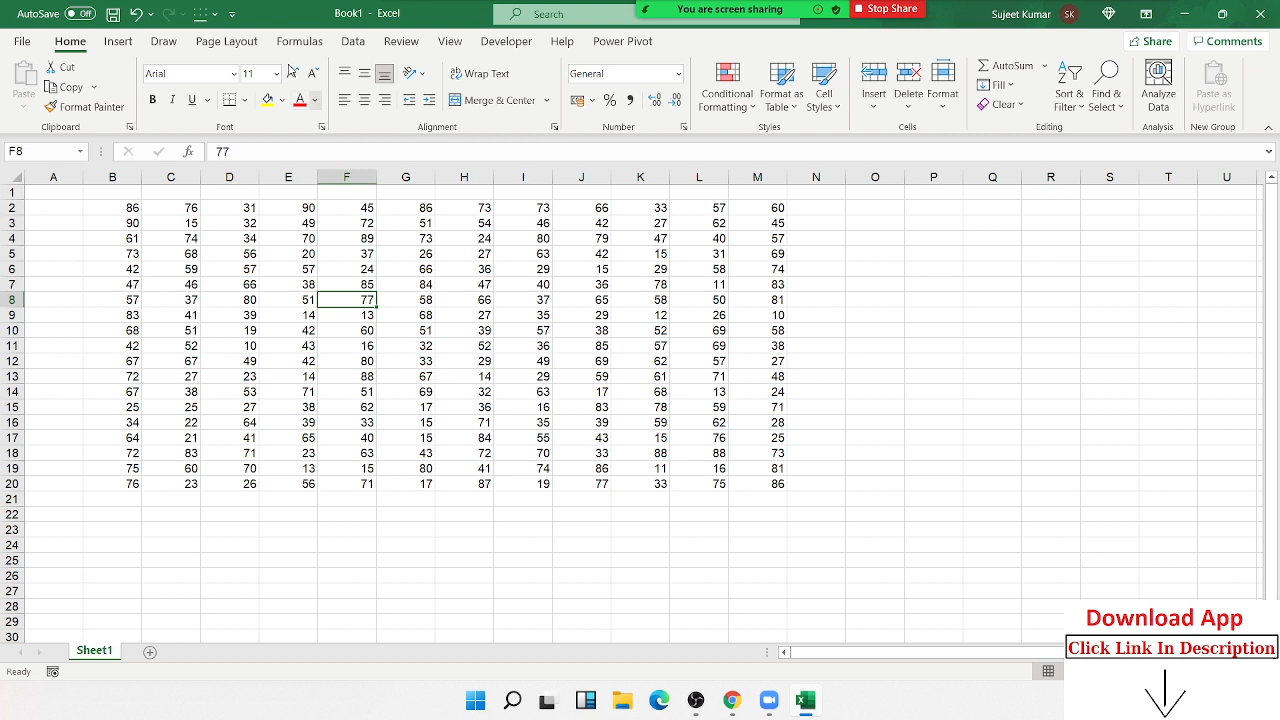 AutoSave Off Book1 - Excel Search You are screen sharing Stop Share Sujeet Kumar SK
File Home Insert Draw Page Layout Formulas Data Review View Developer Help Power Pivot Share Comments
Paste Cut Copy Format Painter Clipboard
Arial 11 A A B I U A Font
Wrap Text Merge & Center Alignment
General % , Number
Conditional Formatting Format as Table Cell Styles Styles
Insert Delete Format Cells
AutoSum Fill Clear Sort & Filter Find & Select Editing
Analyze Data Analysis
Paste as Hyperlink New Group
F8 fx 77
A B C D E F G H I J K L M N O P Q R S T U
1
2 86 76 31 90 45 86 73 73 66 33 57 60
3 90 15 32 49 72 51 54 46 42 27 62 45
4 61 74 34 70 89 73 24 80 79 47 40 57
5 73 68 56 20 37 26 27 63 42 15 31 69
6 42 59 57 57 24 66 36 29 15 29 58 74
7 47 46 66 38 85 84 47 40 36 78 11 83
8 57 37 80 51 77 58 66 37 65 58 50 81
9 83 41 39 14 13 68 27 35 29 12 26 10
10 68 51 19 42 60 51 39 57 38 52 69 58
11 42 52 10 43 16 32 52 36 85 57 69 38
12 67 67 49 42 80 33 29 49 69 62 57 27
13 72 27 23 14 88 67 14 29 59 61 71 48
14 67 38 53 71 51 69 32 63 17 68 13 24
15 25 25 27 38 62 17 36 16 83 78 59 71
16 34 22 64 39 33 15 71 35 39 59 62 28
17 64 21 41 65 40 15 84 55 43 15 76 25
18 72 83 71 23 63 43 72 70 33 88 88 73
19 75 60 70 13 15 80 41 74 86 11 16 81
20 76 23 26 56 71 17 87 19 77 33 75 86
21
22
23
24
25
26
27
28
29
30
Sheet1
Ready
Download App
Click Link In Description